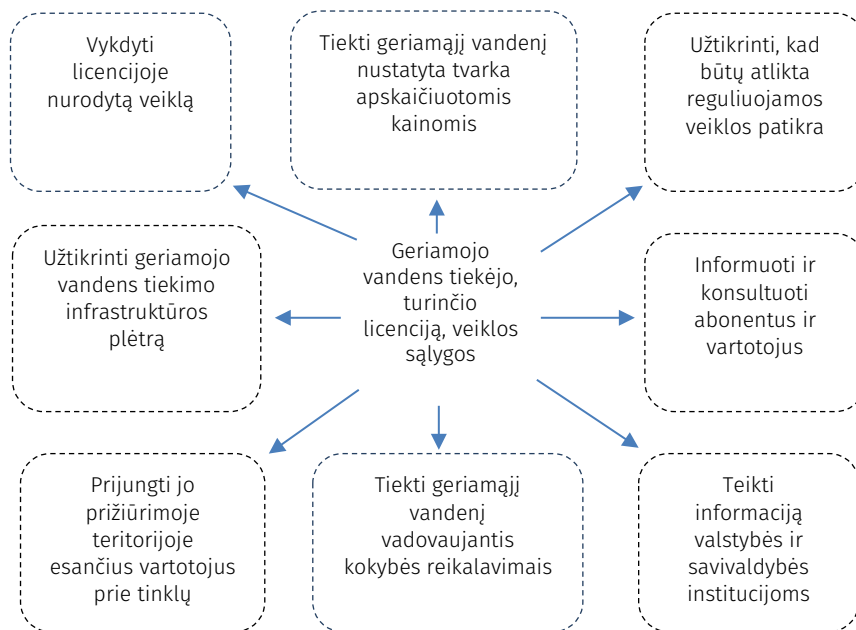 Vykdyti
licencijoje
nurodytą veiklą
Tiekti geriamąjį vandenį
nustatyta tvarka
apskaičiuotomis
kainomis
Užtikrinti, kad
būtų atlikta
reguliuojamos
veiklos patikra
Užtikrinti geriamojo
vandens tiekimo
infrastruktūros
plėtrą
Geriamojo
vandens tiekėjo,
turinčio
licenciją, veiklos
sąlygos
Informuoti ir
konsultuoti
abonentus ir
vartotojus
Prijungti jo
prižiūrimoje
teritorijoje
esančius vartotojus
prie tinklų
Tiekti geriamąjį
vandenį
vadovaujantis
kokybės reikalavimais
Teikti
informaciją
valstybės ir
savivaldybės
institucijoms